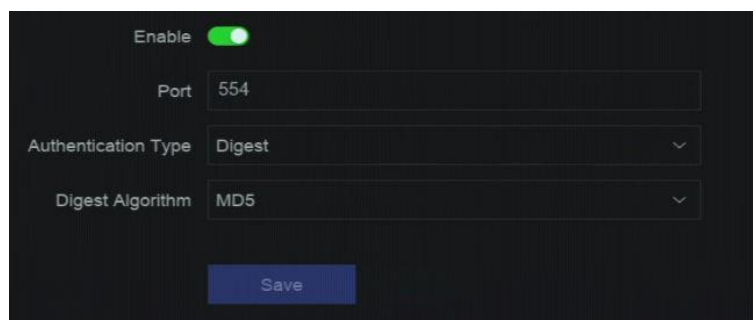 Enable
Port 554
Authentication Type Digest
Digest Algorithm MD5
Save